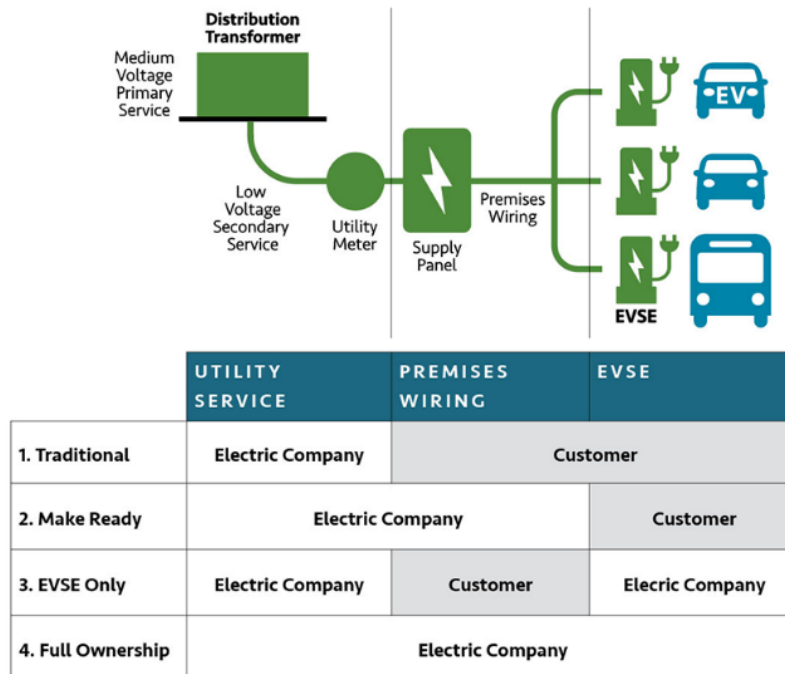 Distribution
Transformer
Medium
Voltage
Primary
Service
EV
Low
Voltage
Secondary
Service
Utility
Meter
Supply
Panel
Premises
Wiring
EVSE
UTILITY
SERVICE
PREMISES
WIRING
EVSE
1. Traditional
Electric Company
Customer
2. Make Ready
Electric Company
Customer
3. EVSE Only
Electric Company
Customer
Elecric Company
4. Full Ownership
Electric Company